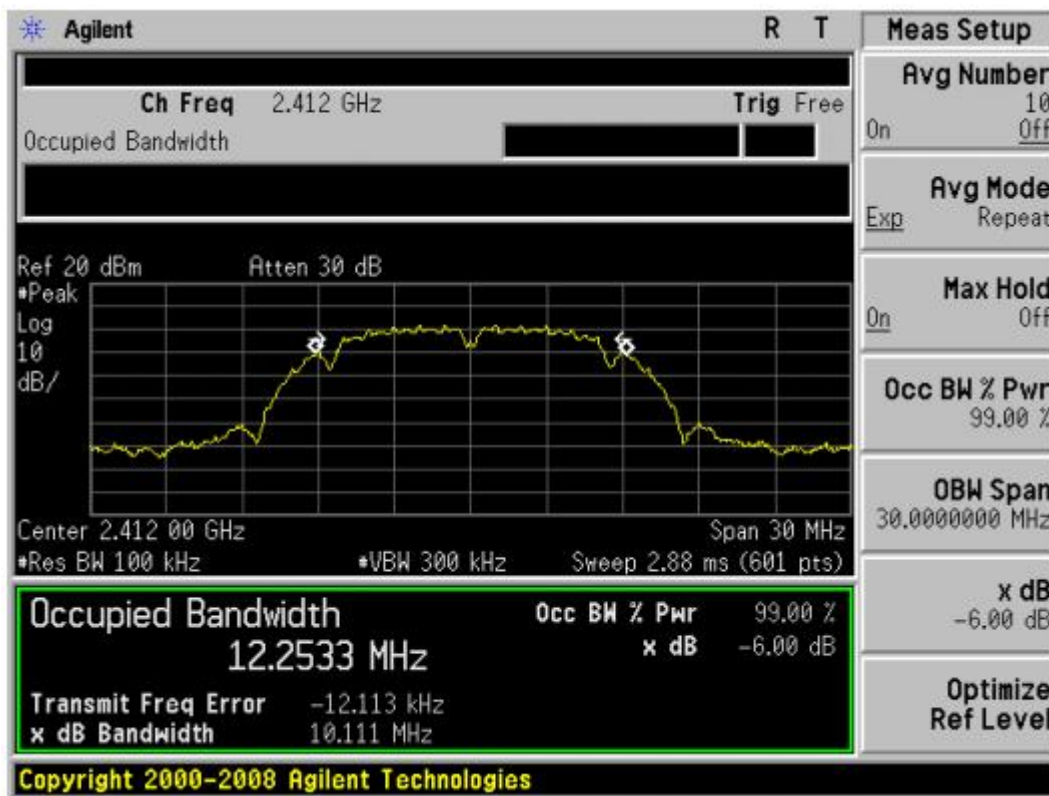 Agilent R T
Ch Freq 2.412 GHz Trig Free
Occupied Bandwidth
Ref 20 dBm Atten 30 dB
#Peak
Log
10
dB/
Center 2.412 00 GHz Span 30 MHz
#Res BW 100 kHz #VBW 300 kHz Sweep 2.88 ms (601 pts)
Occupied Bandwidth Occ BW % Pwr 99.00 %
12.2533 MHz x dB -6.00 dB
Transmit Freq Error -12.113 kHz
x dB Bandwidth 10.111 MHz
Copyright 2000-2008 Agilent Technologies
Meas Setup
Avg Number
10
On Off
Avg Mode
Exp Repeat
Max Hold
On Off
Occ BW % Pwr
99.00 %
OBW Span
30.0000000 MHz
x dB
-6.00 dB
Optimize
Ref Level